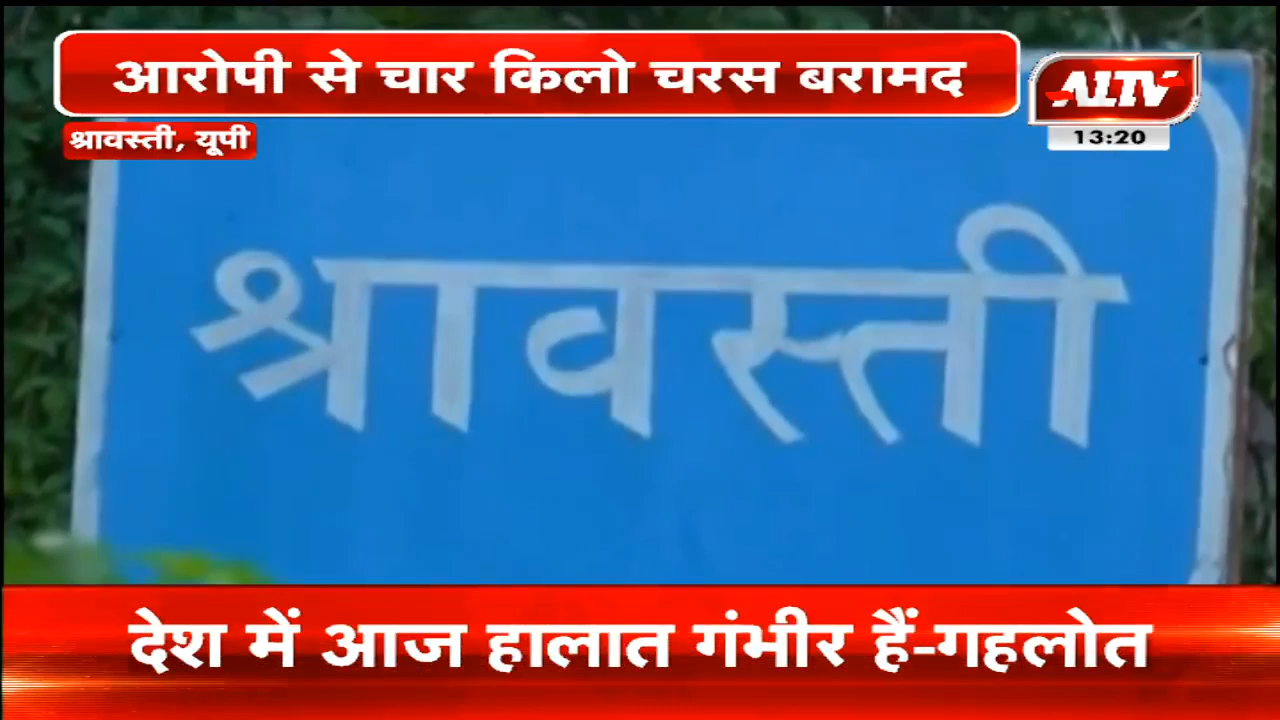 आरोपी से चार किलो चरस बरामद
ALTV
श्रावस्ती, यूपी
13:20
श्रावस्ती
देश में आज हालात गंभीर हैं-गहलोत